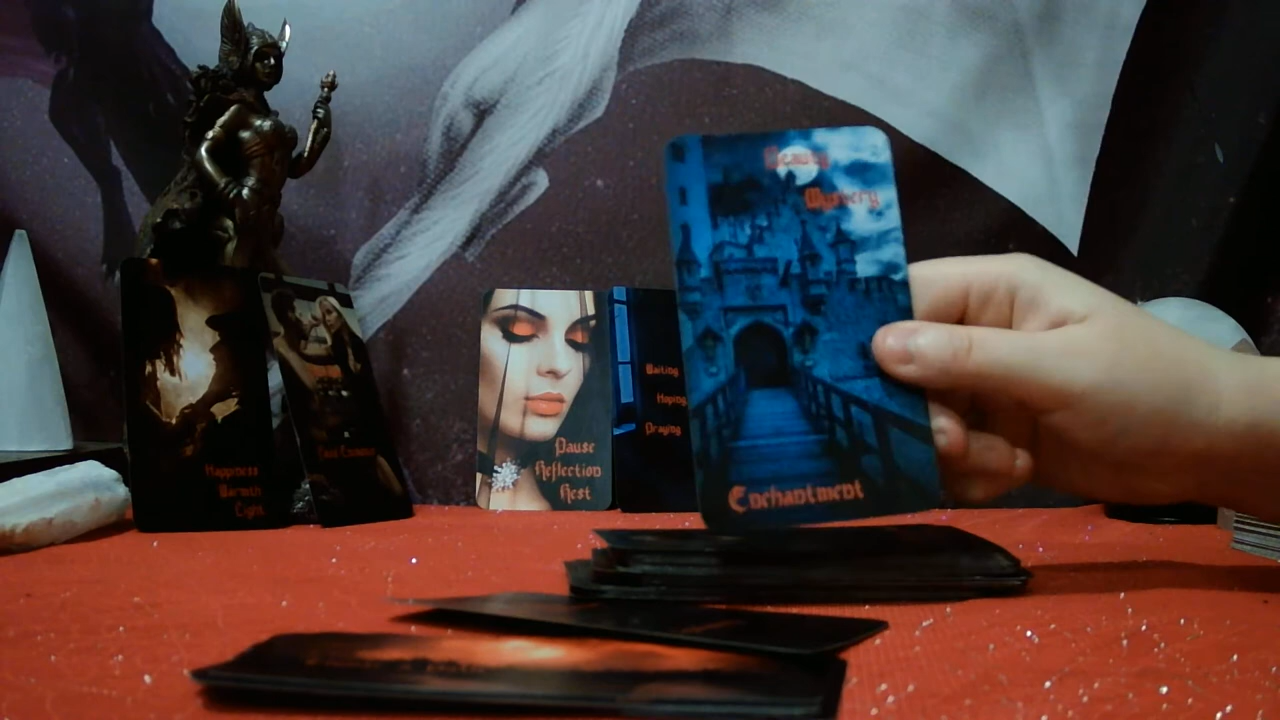 Beauty
Mystery
Enchantment
Pause
Reflection
Rest
Waiting
Hoping
Praying
Happiness
Warmth
Light